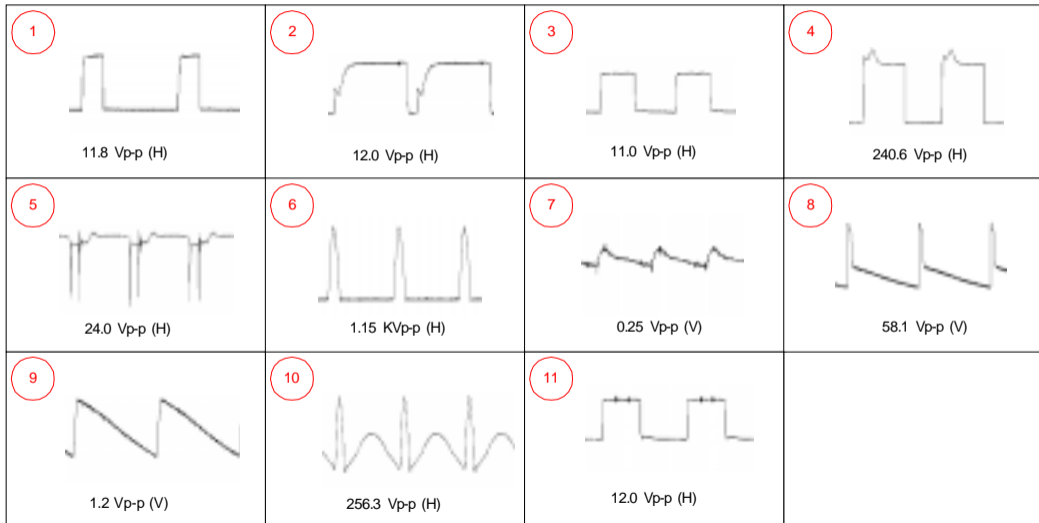 1
11.8 Vp-p (H)
2
12.0 Vp-p (H)
3
11.0 Vp-p (H)
4
240.6 Vp-p (H)
5
24.0 Vp-p (H)
6
1.15 KVp-p (H)
7
0.25 Vp-p (V)
8
58.1 Vp-p (V)
9
1.2 Vp-p (V)
10
256.3 Vp-p (H)
11
12.0 Vp-p (H)